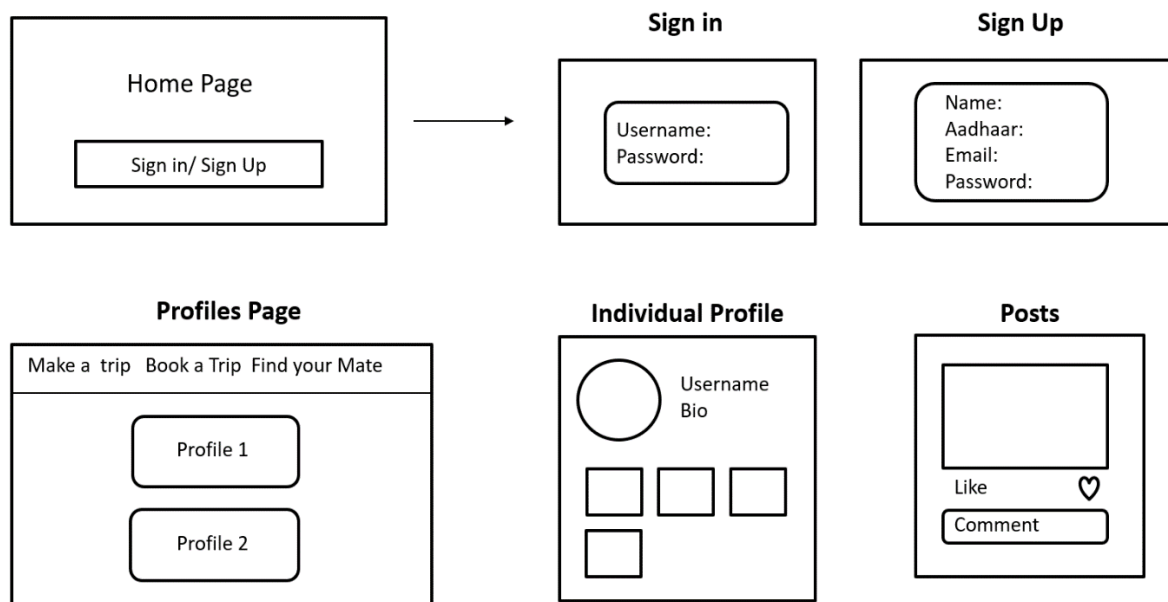 Home Page
Sign in/ Sign Up
Sign in
Username:
Password:
Sign Up
Name:
Aadhaar:
Email:
Password:
Profiles Page
Make a trip Book a Trip Find your Mate
Profile 1
Profile 2
Individual Profile
Username
Bio
Posts
Like
Comment